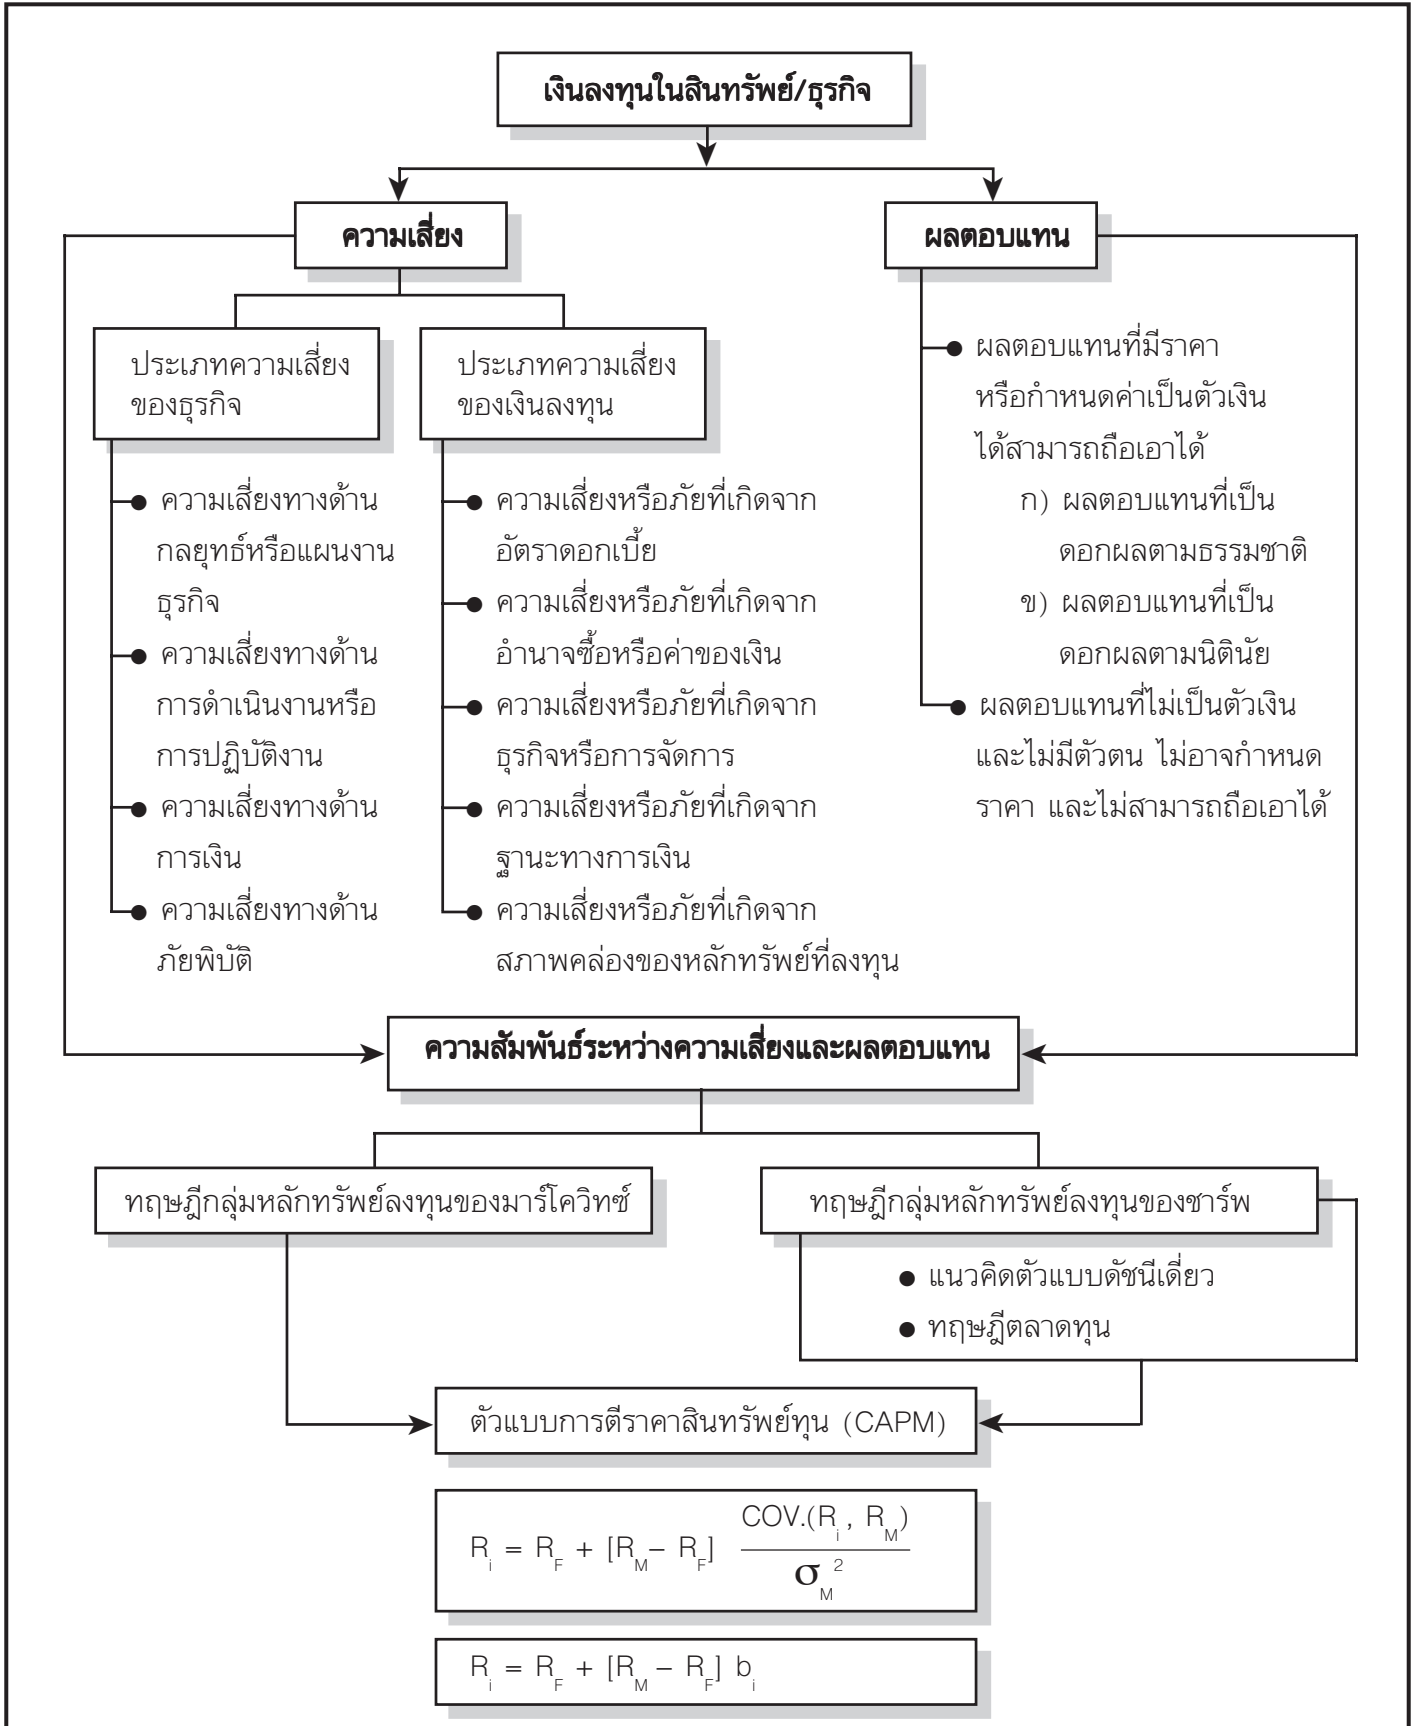 เงินลงทุนในสินทรัพย์/ธุรกิจ
ความเสี่ยง
ผลตอบแทน
ประเภทความเสี่ยง
ของธุรกิจ
ประเภทความเสี่ยง
ของเงินลงทุน
● ความเสี่ยงทางด้าน
กลยุทธ์หรือแผนงาน
ธุรกิจ
● ความเสี่ยงทางด้าน
การดำเนินงานหรือ
การปฏิบัติงาน
● ความเสี่ยงทางด้าน
การเงิน
● ความเสี่ยงทางด้าน
ภัยพิบัติ
● ความเสี่ยงหรือภัยที่เกิดจาก
อัตราดอกเบี้ย
● ความเสี่ยงหรือภัยที่เกิดจาก
อำนาจซื้อหรือค่าของเงิน
● ความเสี่ยงหรือภัยที่เกิดจาก
ธุรกิจหรือการจัดการ
● ความเสี่ยงหรือภัยที่เกิดจาก
ฐานะทางการเงิน
● ความเสี่ยงหรือภัยที่เกิดจาก
สภาพคล่องของหลักทรัพย์ที่ลงทุน
● ผลตอบแทนที่มีราคา
หรือกำหนดค่าเป็นตัวเงิน
ได้สามารถถือเอาได้
ก) ผลตอบแทนที่เป็น
ดอกผลตามธรรมชาติ
ข) ผลตอบแทนที่เป็น
ดอกผลตามนิตินัย
● ผลตอบแทนที่ไม่เป็นตัวเงิน
และไม่มีตัวตน ไม่อาจกำหนด
ราคา และไม่สามารถถือเอาได้
ความสัมพันธ์ระหว่างความเสี่ยงและผลตอบแทน
ทฤษฎีกลุ่มหลักทรัพย์ลงทุนของมาร์โควิทซ์
ทฤษฎีกลุ่มหลักทรัพย์ลงทุนของชาร์พ
● แนวคิดตัวแบบดัชนีเดี่ยว
● ทฤษฎีตลาดทุน
ตัวแบบการตีราคาสินทรัพย์ทุน (CAPM)
R_i = R_F + [R_M – R_F] COV.(R_i, R_M) / σ_M²
R_i = R_F + [R_M – R_F] b_i